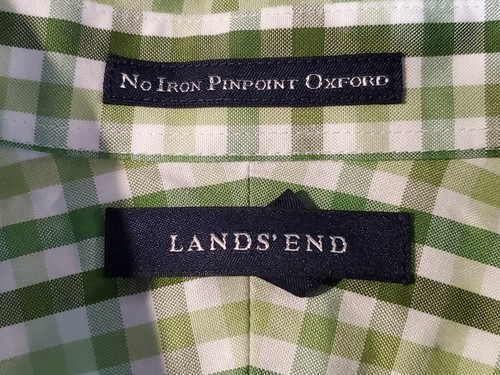 No Iron Pinpoint Oxford
LANDS' END